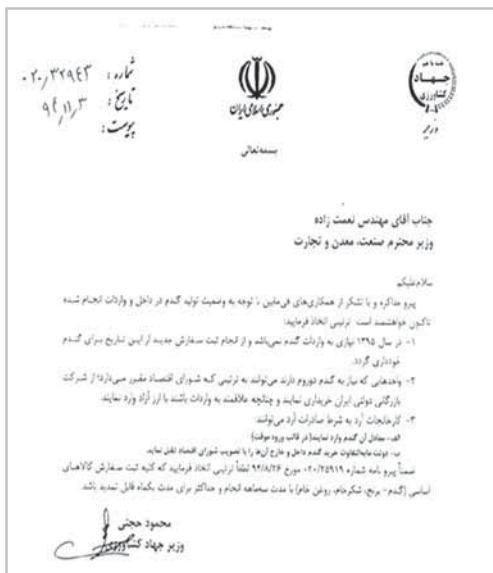 شماره: ۰۲۰/۳۲۹۴۳
تاریخ: ۹۴/۱۱/۳
پیوست:
جمهوری اسلامی ایران
بسمه‌تعالی
جهاد
کشاورزی
وزیر
جناب آقای مهندس نعمت زاده
وزیر محترم صنعت، معدن و تجارت
سلام‌علیکم
پیرو مذاکره و با تشکر از همکاری‌های فی‌مابین با توجه به وضعیت تولید گندم در داخل و واردات انجام شده
تاکنون خواهشمند است ترتیبی اتخاذ فرمایید:
۱- در سال ۱۳۹۵ نیازی به واردات گندم نمی‌باشد و از انجام ثبت سفارش جدید از این تاریخ برای گندم
خودداری گردد.
۲- واحدهایی که نیاز به گندم دوروم دارند می‌توانند به ترتیبی که شورای اقتصاد مقرر می‌دارد؛ از شرکت
بازرگانی دولتی ایران خریداری نمایند و چنانچه علاقمند به واردات باشند با ارز آزاد وارد نمایند.
۳- کارخانجات آرد به شرط صادرات آرد می‌توانند:
الف- معادل آن گندم وارد نمایند( در قالب ورود موقت)
ب- دولت مابه‌التفاوت خرید گندم داخل و خارج آن‌ها را با تصویب شورای اقتصاد تقبل نماید.
ضمناً پیرو نامه شماره ۰۲۰/۲۵۹۱۹ مورخ ۹۴/۸/۲۶ لطفاً ترتیبی اتخاذ فرمایید که کلیه ثبت سفارش کالاهای
اساسی (گندم- برنج، شکرخام، روغن خام) با مدت سه‌ماهه انجام و حداکثر برای مدت یکماه قابل تمدید باشد.
محمود حجتی
وزیر جهاد کشاورزی